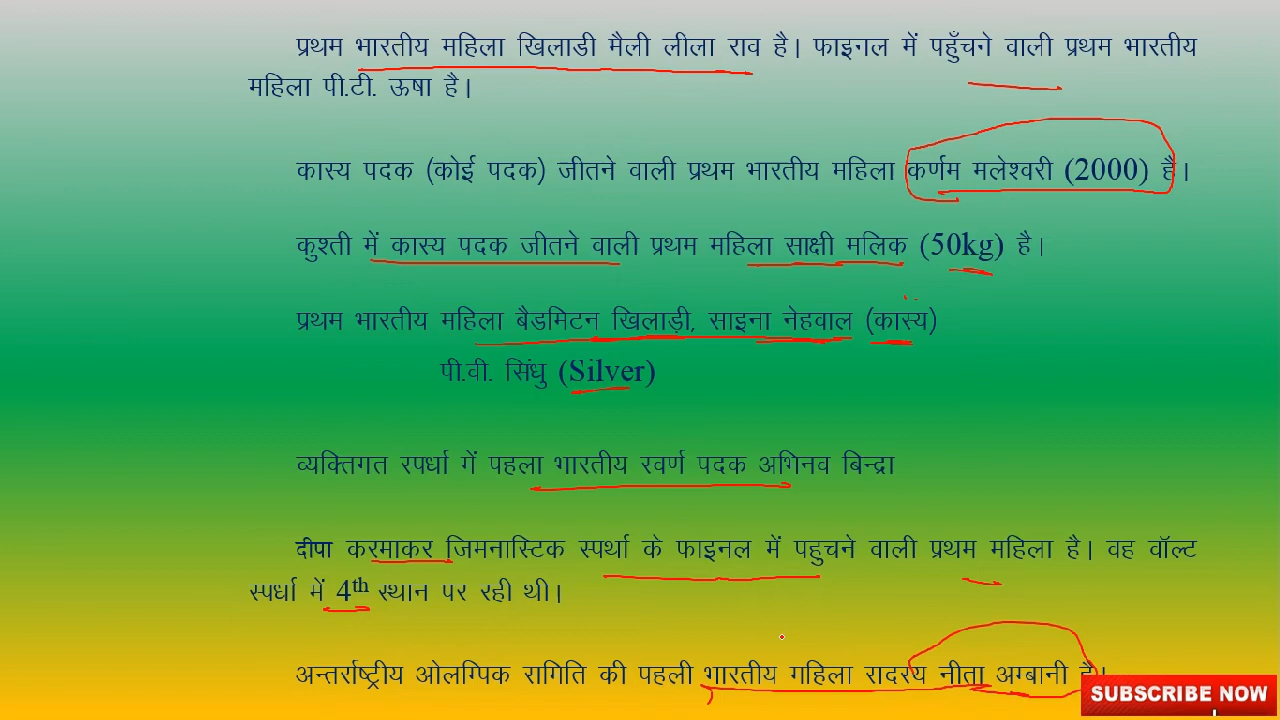 प्रथम भारतीय महिला खिलाडी मैली लीला राव है। फाइनल में पहुँचने वाली प्रथम भारतीय
महिला पी.टी. ऊषा है।
कास्य पदक (कोई पदक) जीतने वाली प्रथम भारतीय महिला कर्णम मलेश्वरी (2000) है।
कुश्ती में कास्य पदक जीतने वाली प्रथम महिला साक्षी मलिक (50kg) है।
प्रथम भारतीय महिला बैडमिटन खिलाड़ी, साइना नेहवाल (कास्य)
पी.वी. सिंधु (Silver)
व्यक्तिगत स्पर्धा में पहला भारतीय स्वर्ण पदक अभिनव बिन्द्रा
दीपा करमाकर जिमनास्टिक स्पर्था के फाइनल में पहुचने वाली प्रथम महिला है। वह वॉल्ट
स्पर्धा में 4th स्थान पर रही थी।
अन्तर्राष्ट्रीय ओलम्पिक समिति की पहली भारतीय महिला सदस्य नीता अम्बानी है।
SUBSCRIBE NOW